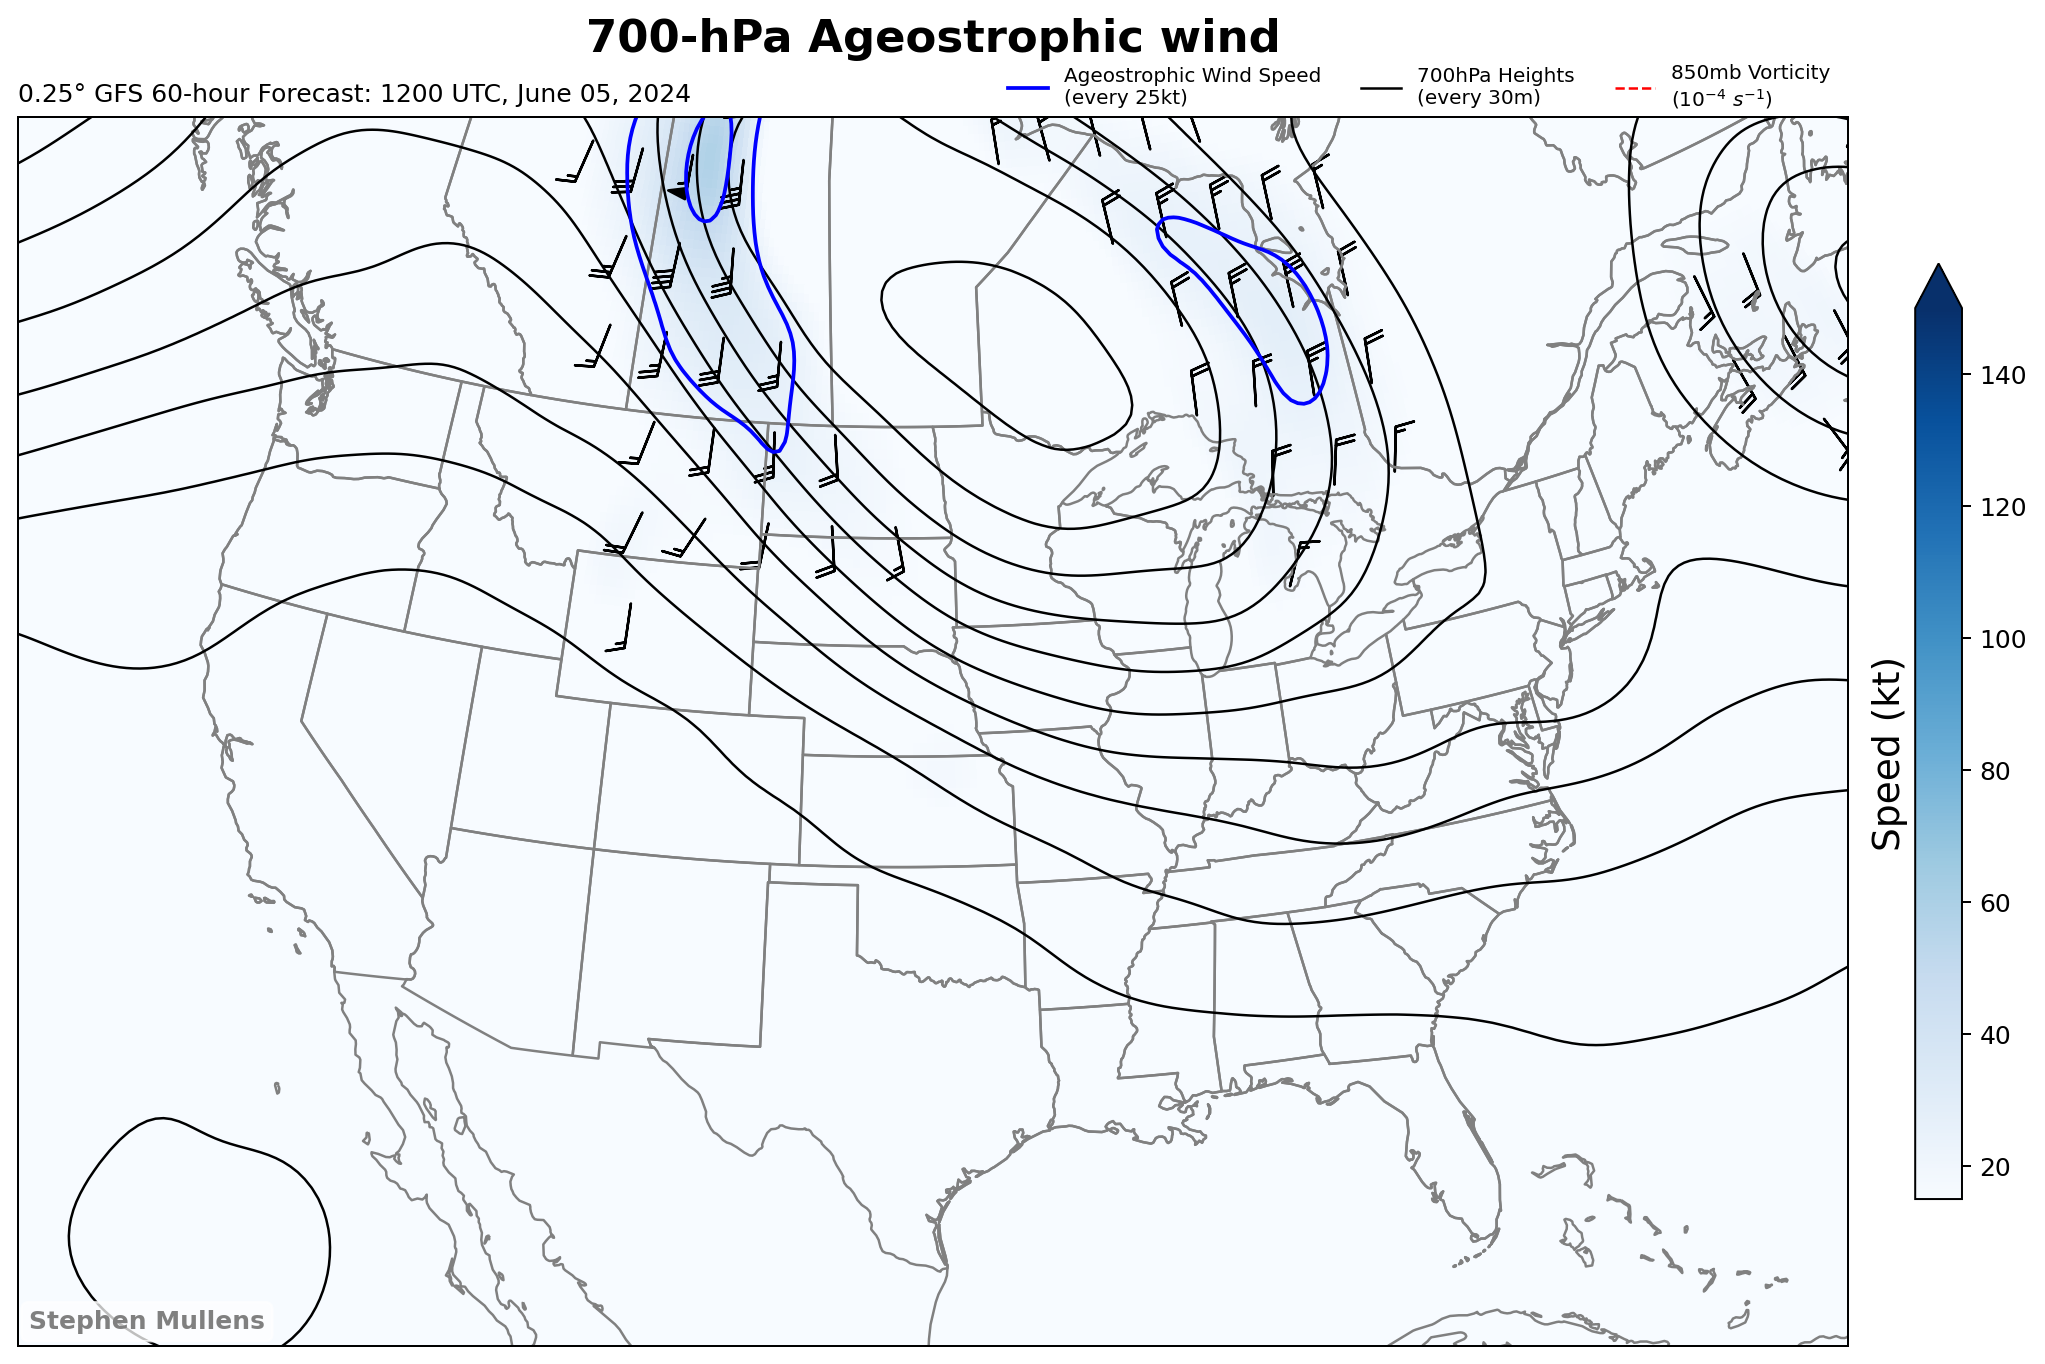 700-hPa Ageostrophic wind
0.25° GFS 60-hour Forecast: 1200 UTC, June 05, 2024
Ageostrophic Wind Speed
(every 25kt)
700hPa Heights
(every 30m)
850mb Vorticity
(10⁻⁴ s⁻¹)
140
120
100
80
60
40
20
Speed (kt)
Stephen Mullens